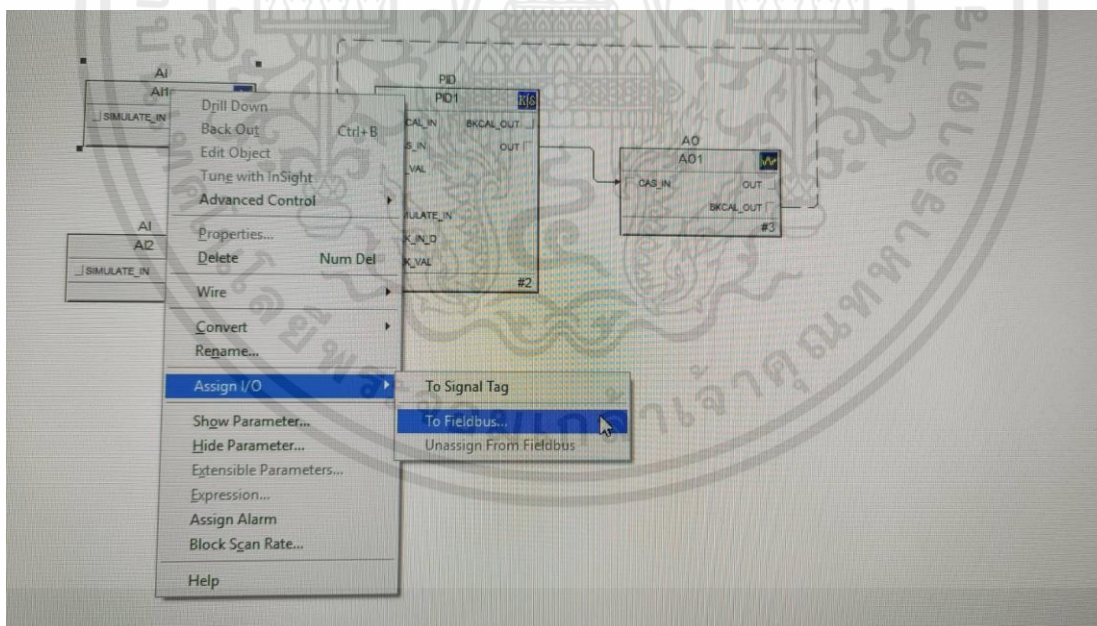 AI
SIMULATE_IN
AI
AI2
SIMULATE_IN
PID
PID1
BKCAL_OUT
OUT
#2
AO
AO1
CAS_IN
OUT
BKCAL_OUT
#3
Drill Down
Back Out Ctrl+B
Edit Object
Tune with InSight
Advanced Control
Properties...
Delete Num Del
Wire
Convert
Rename...
Assign I/O
Show Parameter...
Hide Parameter...
Extensible Parameters...
Expression...
Assign Alarm
Block Scan Rate...
Help
To Signal Tag
To Fieldbus...
Unassign From Fieldbus